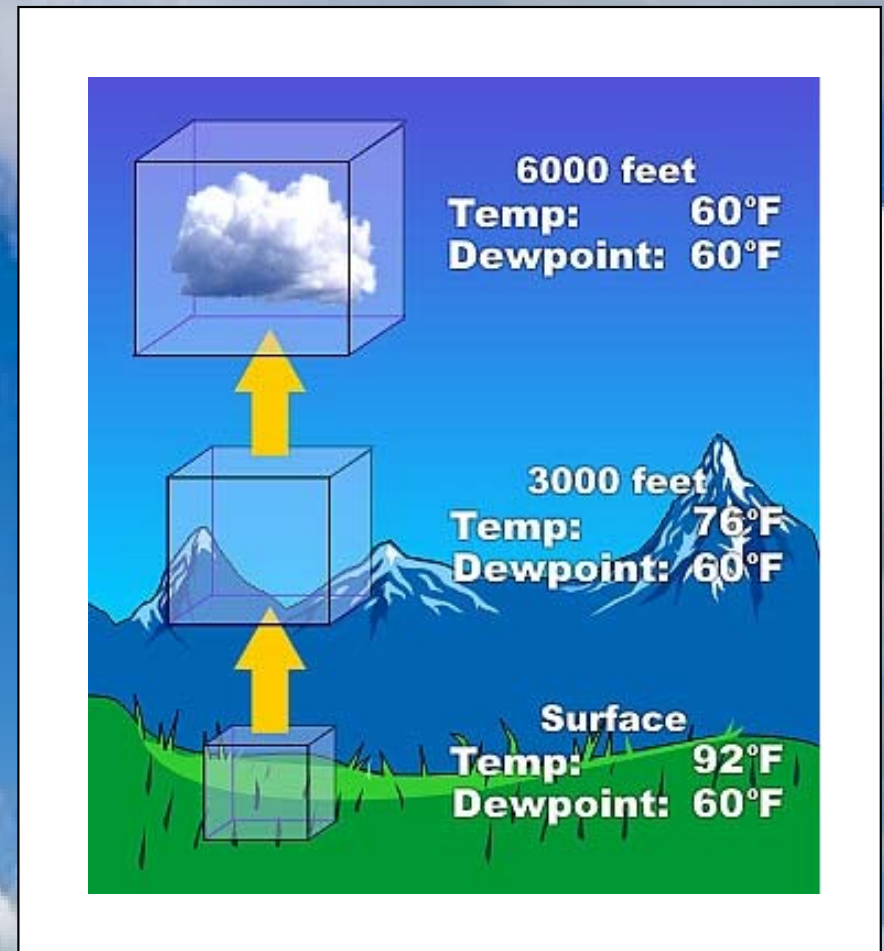 6000 feet
Temp: 60°F
Dewpoint: 60°F
3000 feet
Temp: 76°F
Dewpoint: 60°F
Surface
Temp: 92°F
Dewpoint: 60°F